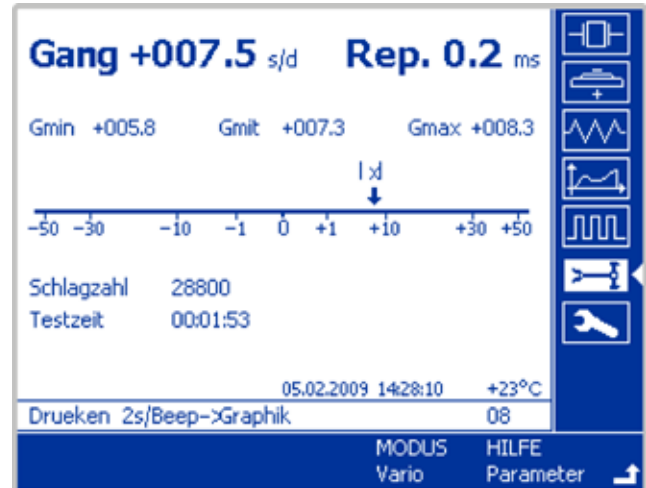 Gang +007.5 s/d Rep. 0.2 ms
Gmin +005.8 Gmit +007.3 Gmax +008.3
-50 -30 -10 -1 0 +1 +10 +30 +50
Schlagzahl 28800
Testzeit 00:01:53
05.02.2009 14:28:10 +23°C
Drueken 2s/Beep->Graphik 08
MODUS HILFE
Vario Parameter